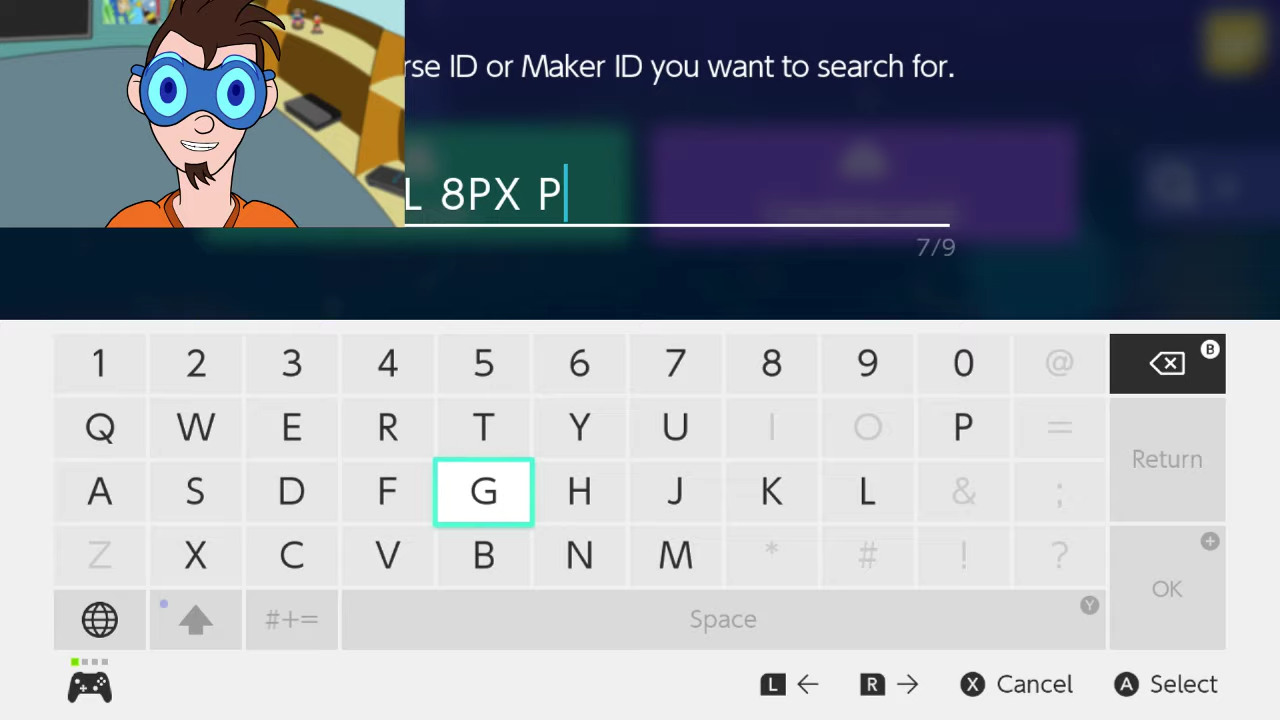 rse ID or Maker ID you want to search for.
L 8PX P
7/9
1 2 3 4 5 6 7 8 9 0 @
B
Q W E R T Y U I O P =
Return
A S D F G H J K L & ;
Z X C V B N M * # ! ?
+
OK
#+= Space Y
L ← R → X Cancel A Select